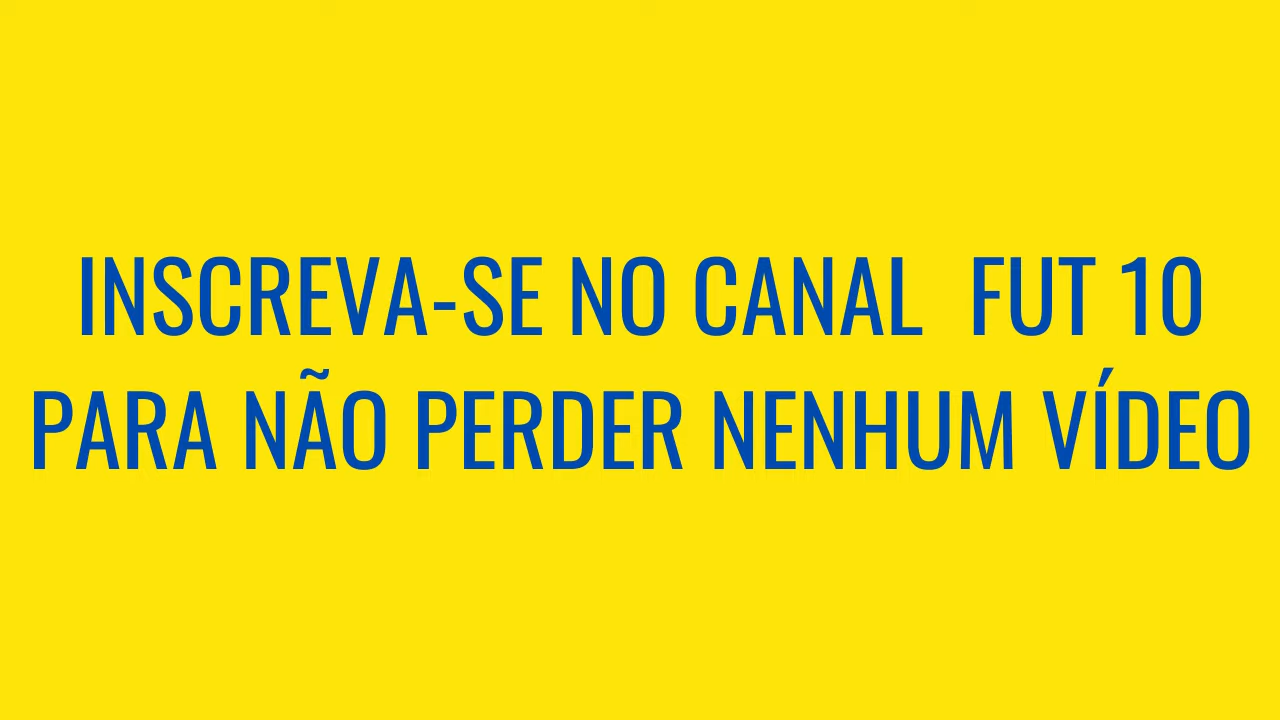 INSCREVA-SE NO CANAL  FUT 10
PARA NÃO PERDER NENHUM VÍDEO